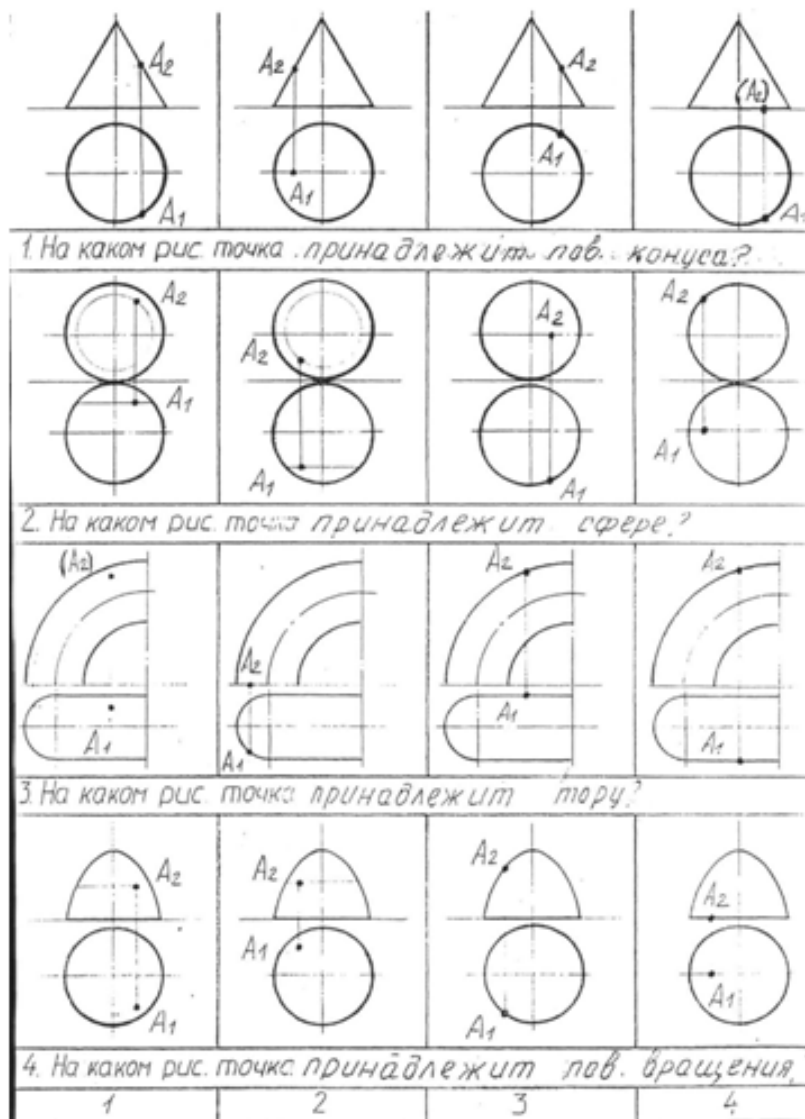 A2 A2 A2 (A2)
A1 A1 A1 A1
1. На каком рис. точка принадлежит пов. конуса?
A2 A2 A2 A2
A1 A1 A1 A1
2. На каком рис. точка принадлежит сфере?
(A2) A2 A2 A2
A1 A1 A1 A1
3. На каком рис. точка принадлежит тору?
A2 A2 A2 A2
A1 A1 A1 A1
4. На каком рис. точка принадлежит пов. вращения,
1 2 3 4